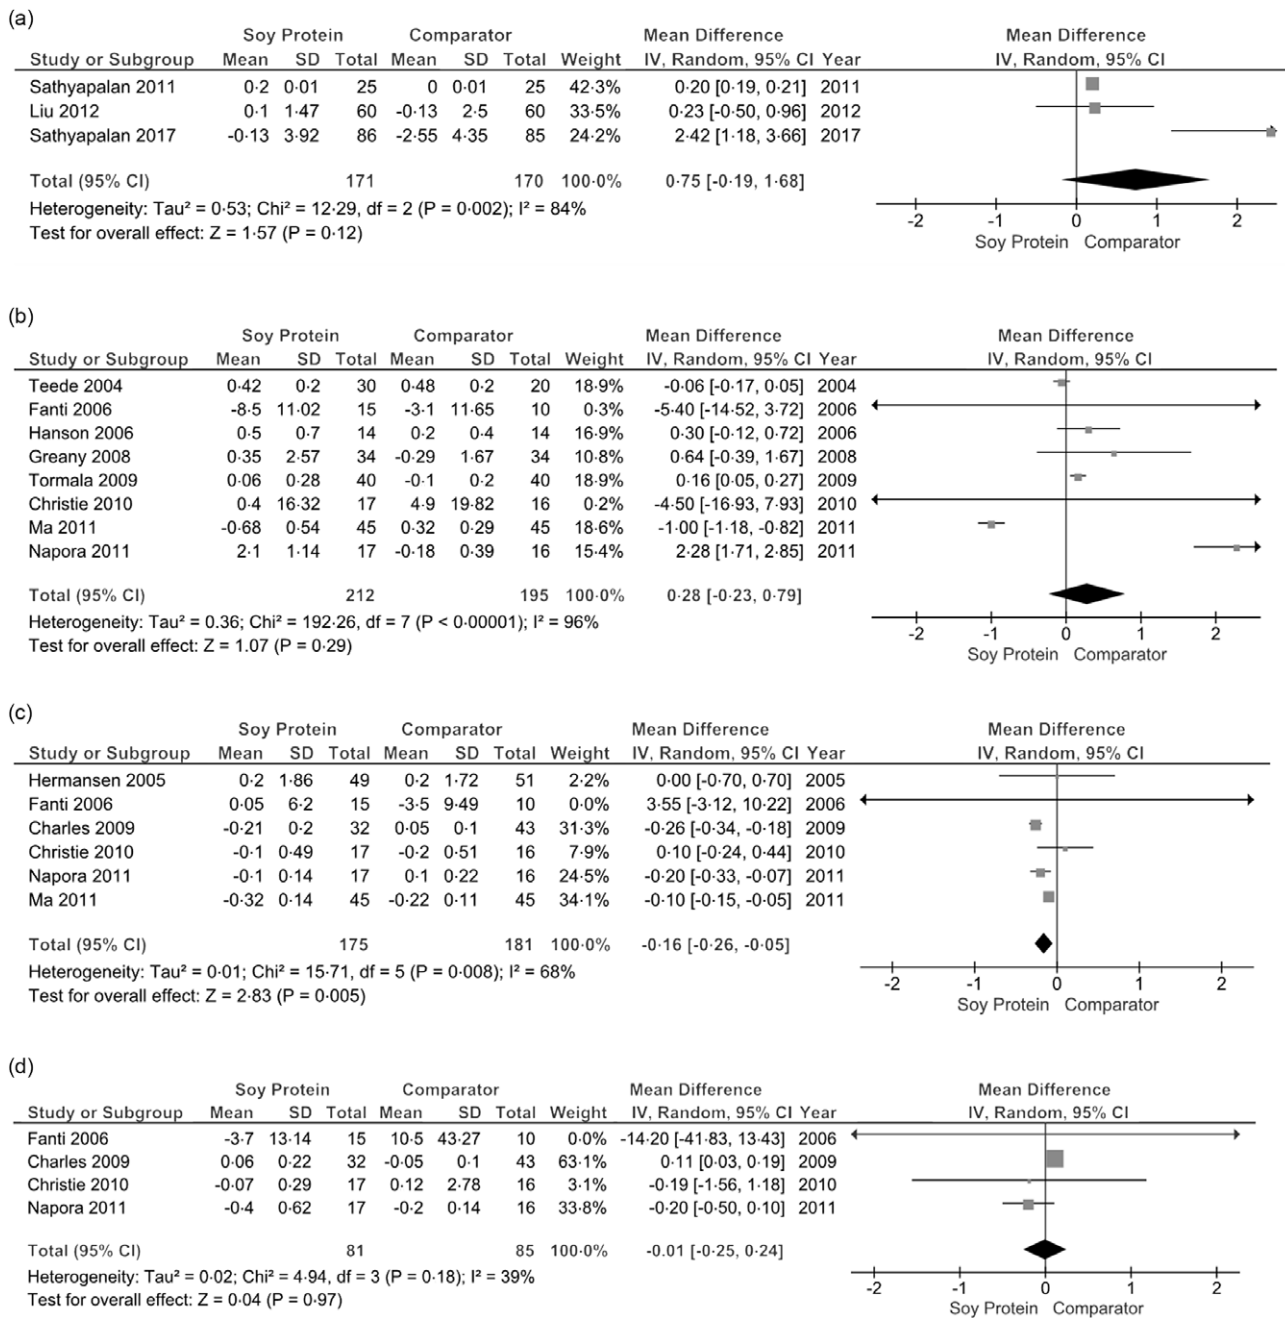 (a)
Soy Protein Comparator Mean Difference Mean Difference
Study or Subgroup Mean SD Total Mean SD Total Weight IV, Random, 95% CI Year IV, Random, 95% CI
Sathyapalan 2011 0·2 0·01 25 0 0·01 25 42·3% 0·20 [0·19, 0·21] 2011
Liu 2012 0·1 1·47 60 -0·13 2·5 60 33·5% 0·23 [-0·50, 0·96] 2012
Sathyapalan 2017 -0·13 3·92 86 -2·55 4·35 85 24·2% 2·42 [1·18, 3·66] 2017
Total (95% CI) 171 170 100·0% 0·75 [-0·19, 1·68]
Heterogeneity: Tau² = 0·53; Chi² = 12·29, df = 2 (P = 0·002); I² = 84%
Test for overall effect: Z = 1·57 (P = 0·12)
-2 -1 0 1 2
Soy Protein Comparator
(b)
Soy Protein Comparator Mean Difference Mean Difference
Study or Subgroup Mean SD Total Mean SD Total Weight IV, Random, 95% CI Year IV, Random, 95% CI
Teede 2004 0·42 0·2 30 0·48 0·2 20 18·9% -0·06 [-0·17, 0·05] 2004
Fanti 2006 -8·5 11·02 15 -3·1 11·65 10 0·3% -5·40 [-14·52, 3·72] 2006
Hanson 2006 0·5 0·7 14 0·2 0·4 14 16·9% 0·30 [-0·12, 0·72] 2006
Greany 2008 0·35 2·57 34 -0·29 1·67 34 10·8% 0·64 [-0·39, 1·67] 2008
Tormala 2009 0·06 0·28 40 -0·1 0·2 40 18·9% 0·16 [0·05, 0·27] 2009
Christie 2010 0·4 16·32 17 4·9 19·82 16 0·2% -4·50 [-16·93, 7·93] 2010
Ma 2011 -0·68 0·54 45 0·32 0·29 45 18·6% -1·00 [-1·18, -0·82] 2011
Napora 2011 2·1 1·14 17 -0·18 0·39 16 15·4% 2·28 [1·71, 2·85] 2011
Total (95% CI) 212 195 100·0% 0·28 [-0·23, 0·79]
Heterogeneity: Tau² = 0.36; Chi² = 192·26, df = 7 (P < 0·00001); I² = 96%
Test for overall effect: Z = 1.07 (P = 0·29)
-2 -1 0 1 2
Soy Protein Comparator
(c)
Soy Protein Comparator Mean Difference Mean Difference
Study or Subgroup Mean SD Total Mean SD Total Weight IV, Random, 95% CI Year IV, Random, 95% CI
Hermansen 2005 0·2 1·86 49 0·2 1·72 51 2·2% 0·00 [-0·70, 0·70] 2005
Fanti 2006 0·05 6·2 15 -3·5 9·49 10 0·0% 3·55 [-3·12, 10·22] 2006
Charles 2009 -0·21 0·2 32 0·05 0·1 43 31·3% -0·26 [-0·34, -0·18] 2009
Christie 2010 -0·1 0·49 17 -0·2 0·51 16 7·9% 0·10 [-0·24, 0·44] 2010
Napora 2011 -0·1 0·14 17 0·1 0·22 16 24·5% -0·20 [-0·33, -0·07] 2011
Ma 2011 -0·32 0·14 45 -0·22 0·11 45 34·1% -0·10 [-0·15, -0·05] 2011
Total (95% CI) 175 181 100·0% -0·16 [-0·26, -0·05]
Heterogeneity: Tau² = 0·01; Chi² = 15·71, df = 5 (P = 0·008); I² = 68%
Test for overall effect: Z = 2·83 (P = 0·005)
-2 -1 0 1 2
Soy Protein Comparator
(d)
Soy Protein Comparator Mean Difference Mean Difference
Study or Subgroup Mean SD Total Mean SD Total Weight IV, Random, 95% CI Year IV, Random, 95% CI
Fanti 2006 -3·7 13·14 15 10·5 43·27 10 0·0% -14·20 [-41·83, 13·43] 2006
Charles 2009 0·06 0·22 32 -0·05 0·1 43 63·1% 0·11 [0·03, 0·19] 2009
Christie 2010 -0·07 0·29 17 0·12 2·78 16 3·1% -0·19 [-1·56, 1·18] 2010
Napora 2011 -0·4 0·62 17 -0·2 0·14 16 33·8% -0·20 [-0·50, 0·10] 2011
Total (95% CI) 81 85 100·0% -0·01 [-0·25, 0·24]
Heterogeneity: Tau² = 0·02; Chi² = 4·94, df = 3 (P = 0·18); I² = 39%
Test for overall effect: Z = 0·04 (P = 0·97)
-2 -1 0 1 2
Soy Protein Comparator